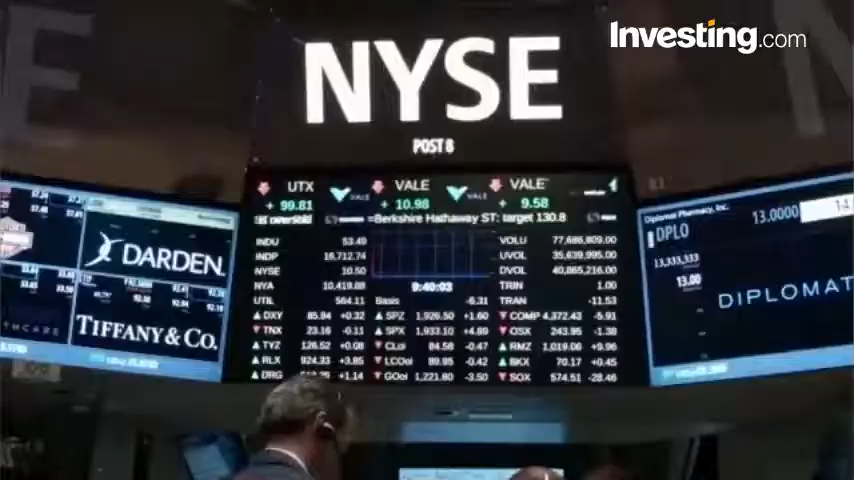 Investing.com
NYSE
POST 8
UTX
+ 99.81
VALE
VALE
+ 10.98
VALE
VALE
+ 9.58
Berkshire Hathaway ST: target 130.8
INDU 53.49
INDP 16,712.74
NYSE 10.50
NYA 10,419.88
UTIL 564.11
VOLU 77,686,809.00
UVOL 35,639,995.00
DVOL 40,865,216.00
TRIN 1.00
TRAN -11.53
9:40:03
Basis -6.31
DXY 85.84 +0.32
TNX 23.16 -0.11
TYZ 126.52 +0.08
RLX 924.33 +3.85
DRG +1.14
SPZ 1,926.50 +1.60
SPX 1,933.10 +4.89
CLoi 84.58 -0.47
LCOoi 89.95 -0.42
GOoi 1,221.80 -3.50
COMP 4,372.43 -5.91
OSX 243.95 -1.38
RMZ 1,019.06 +9.96
BKX 70.17 +0.45
SOX 574.51 -28.46
DARDEN
TIFFANY & CO.
Diplomat Pharmacy, Inc.
DPLO
13.0000
13,333,333
13.00
DIPLOMAT